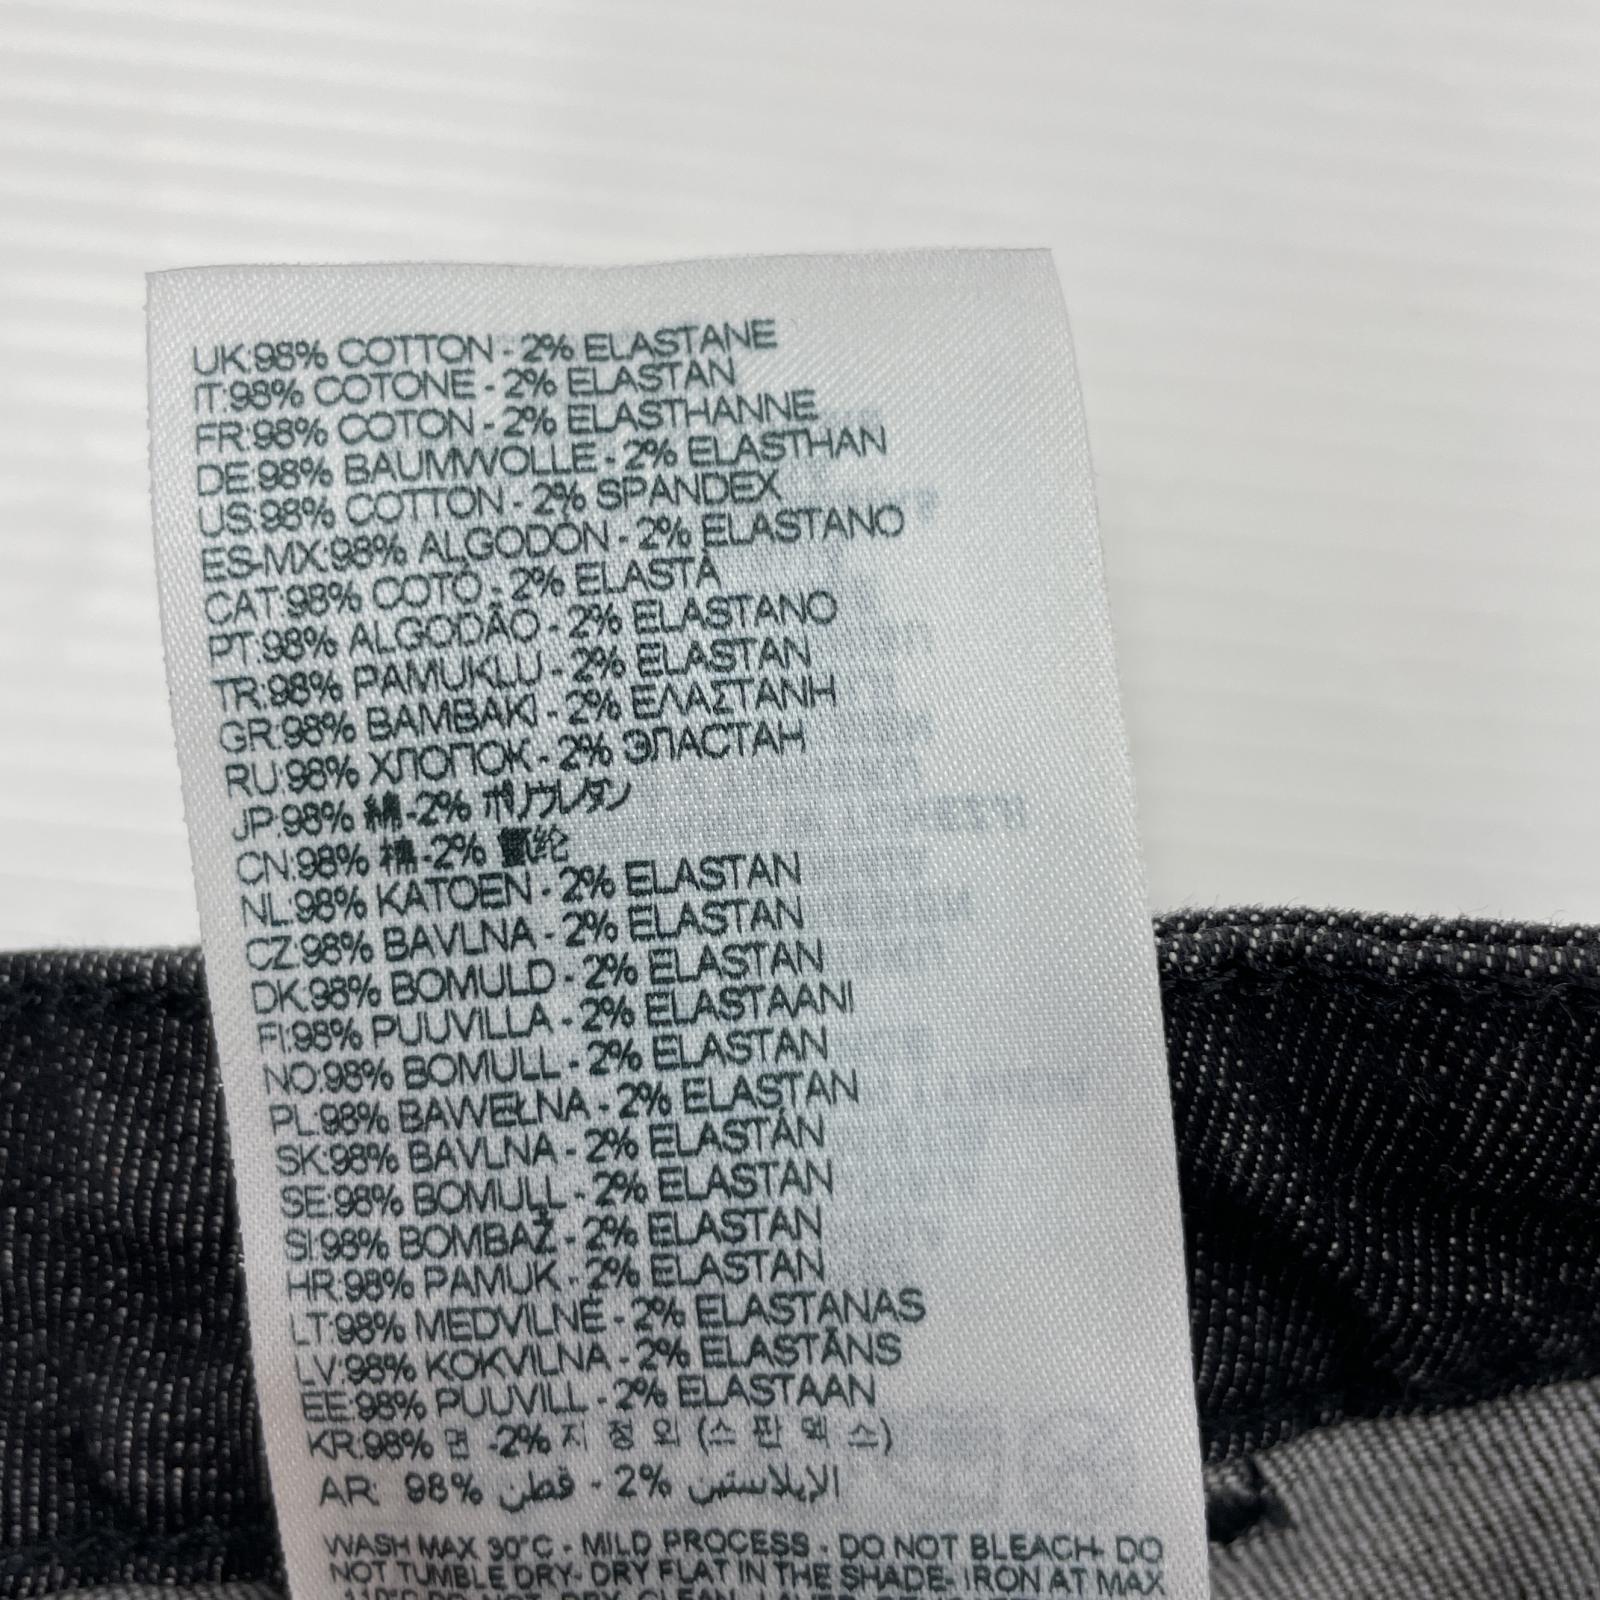 UK:98% COTTON - 2% ELASTANE
IT:98% COTONE - 2% ELASTAN
FR:98% COTON - 2% ELASTHANNE
DE:98% BAUMWOLLE - 2% ELASTHAN
US:98% COTTON - 2% SPANDEX
ES-MX:98% ALGODÓN - 2% ELASTANO
CAT:98% COTÓ - 2% ELASTÀ
PT:98% ALGODÃO - 2% ELASTANO
TR:98% PAMUKLU - 2% ELASTAN
GR:98% ΒΑΜΒΑΚΙ - 2% ΕΛΑΣΤΑΝΗ
RU:98% ХЛОПОК - 2% ЭЛАСТАН
JP:98% 綿-2% ポリウレタン
CN:98% 棉-2% 氨纶
NL:98% KATOEN - 2% ELASTAN
CZ:98% BAVLNA - 2% ELASTAN
DK:98% BOMULD - 2% ELASTAN
FI:98% PUUVILLA - 2% ELASTAANI
NO:98% BOMULL - 2% ELASTAN
PL:98% BAWEŁNA - 2% ELASTAN
SK:98% BAVLNA - 2% ELASTÁN
SE:98% BOMULL - 2% ELASTAN
SI:98% BOMBAŽ - 2% ELASTAN
HR:98% PAMUK - 2% ELASTAN
LT:98% MEDVILNĖ - 2% ELASTANAS
LV:98% KOKVILNA - 2% ELASTĀNS
EE:98% PUUVILL - 2% ELASTAAN
KR:98% 면 -2% 지 정 외 (스 판 덱 스)
AR: 98% قطن - 2% الإيلاستين
WASH MAX 30°C - MILD PROCESS - DO NOT BLEACH- DO
NOT TUMBLE DRY- DRY FLAT IN THE SHADE- IRON AT MAX
110°C DO NOT DRY CLEAN